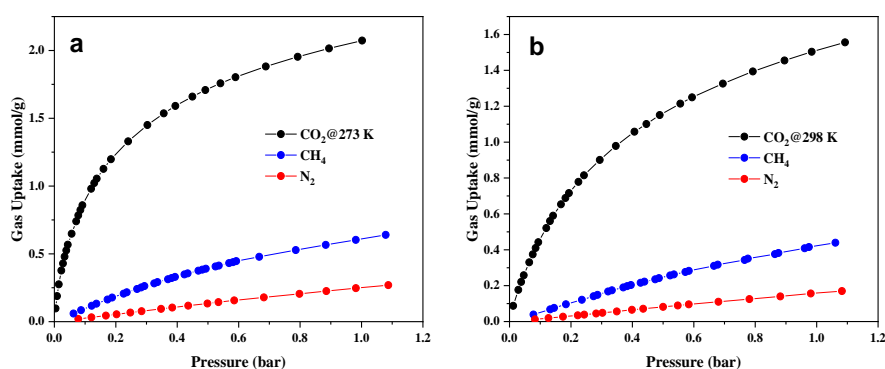 a
Gas Uptake (mmol/g)
2.0
1.5
1.0
0.5
0.0
CO₂@273 K
CH₄
N₂
0.0 0.2 0.4 0.6 0.8 1.0 1.2
Pressure (bar)
b
Gas Uptake (mmol/g)
1.6
1.4
1.2
1.0
0.8
0.6
0.4
0.2
0.0
CO₂@298 K
CH₄
N₂
0.0 0.2 0.4 0.6 0.8 1.0 1.2
Pressure (bar)